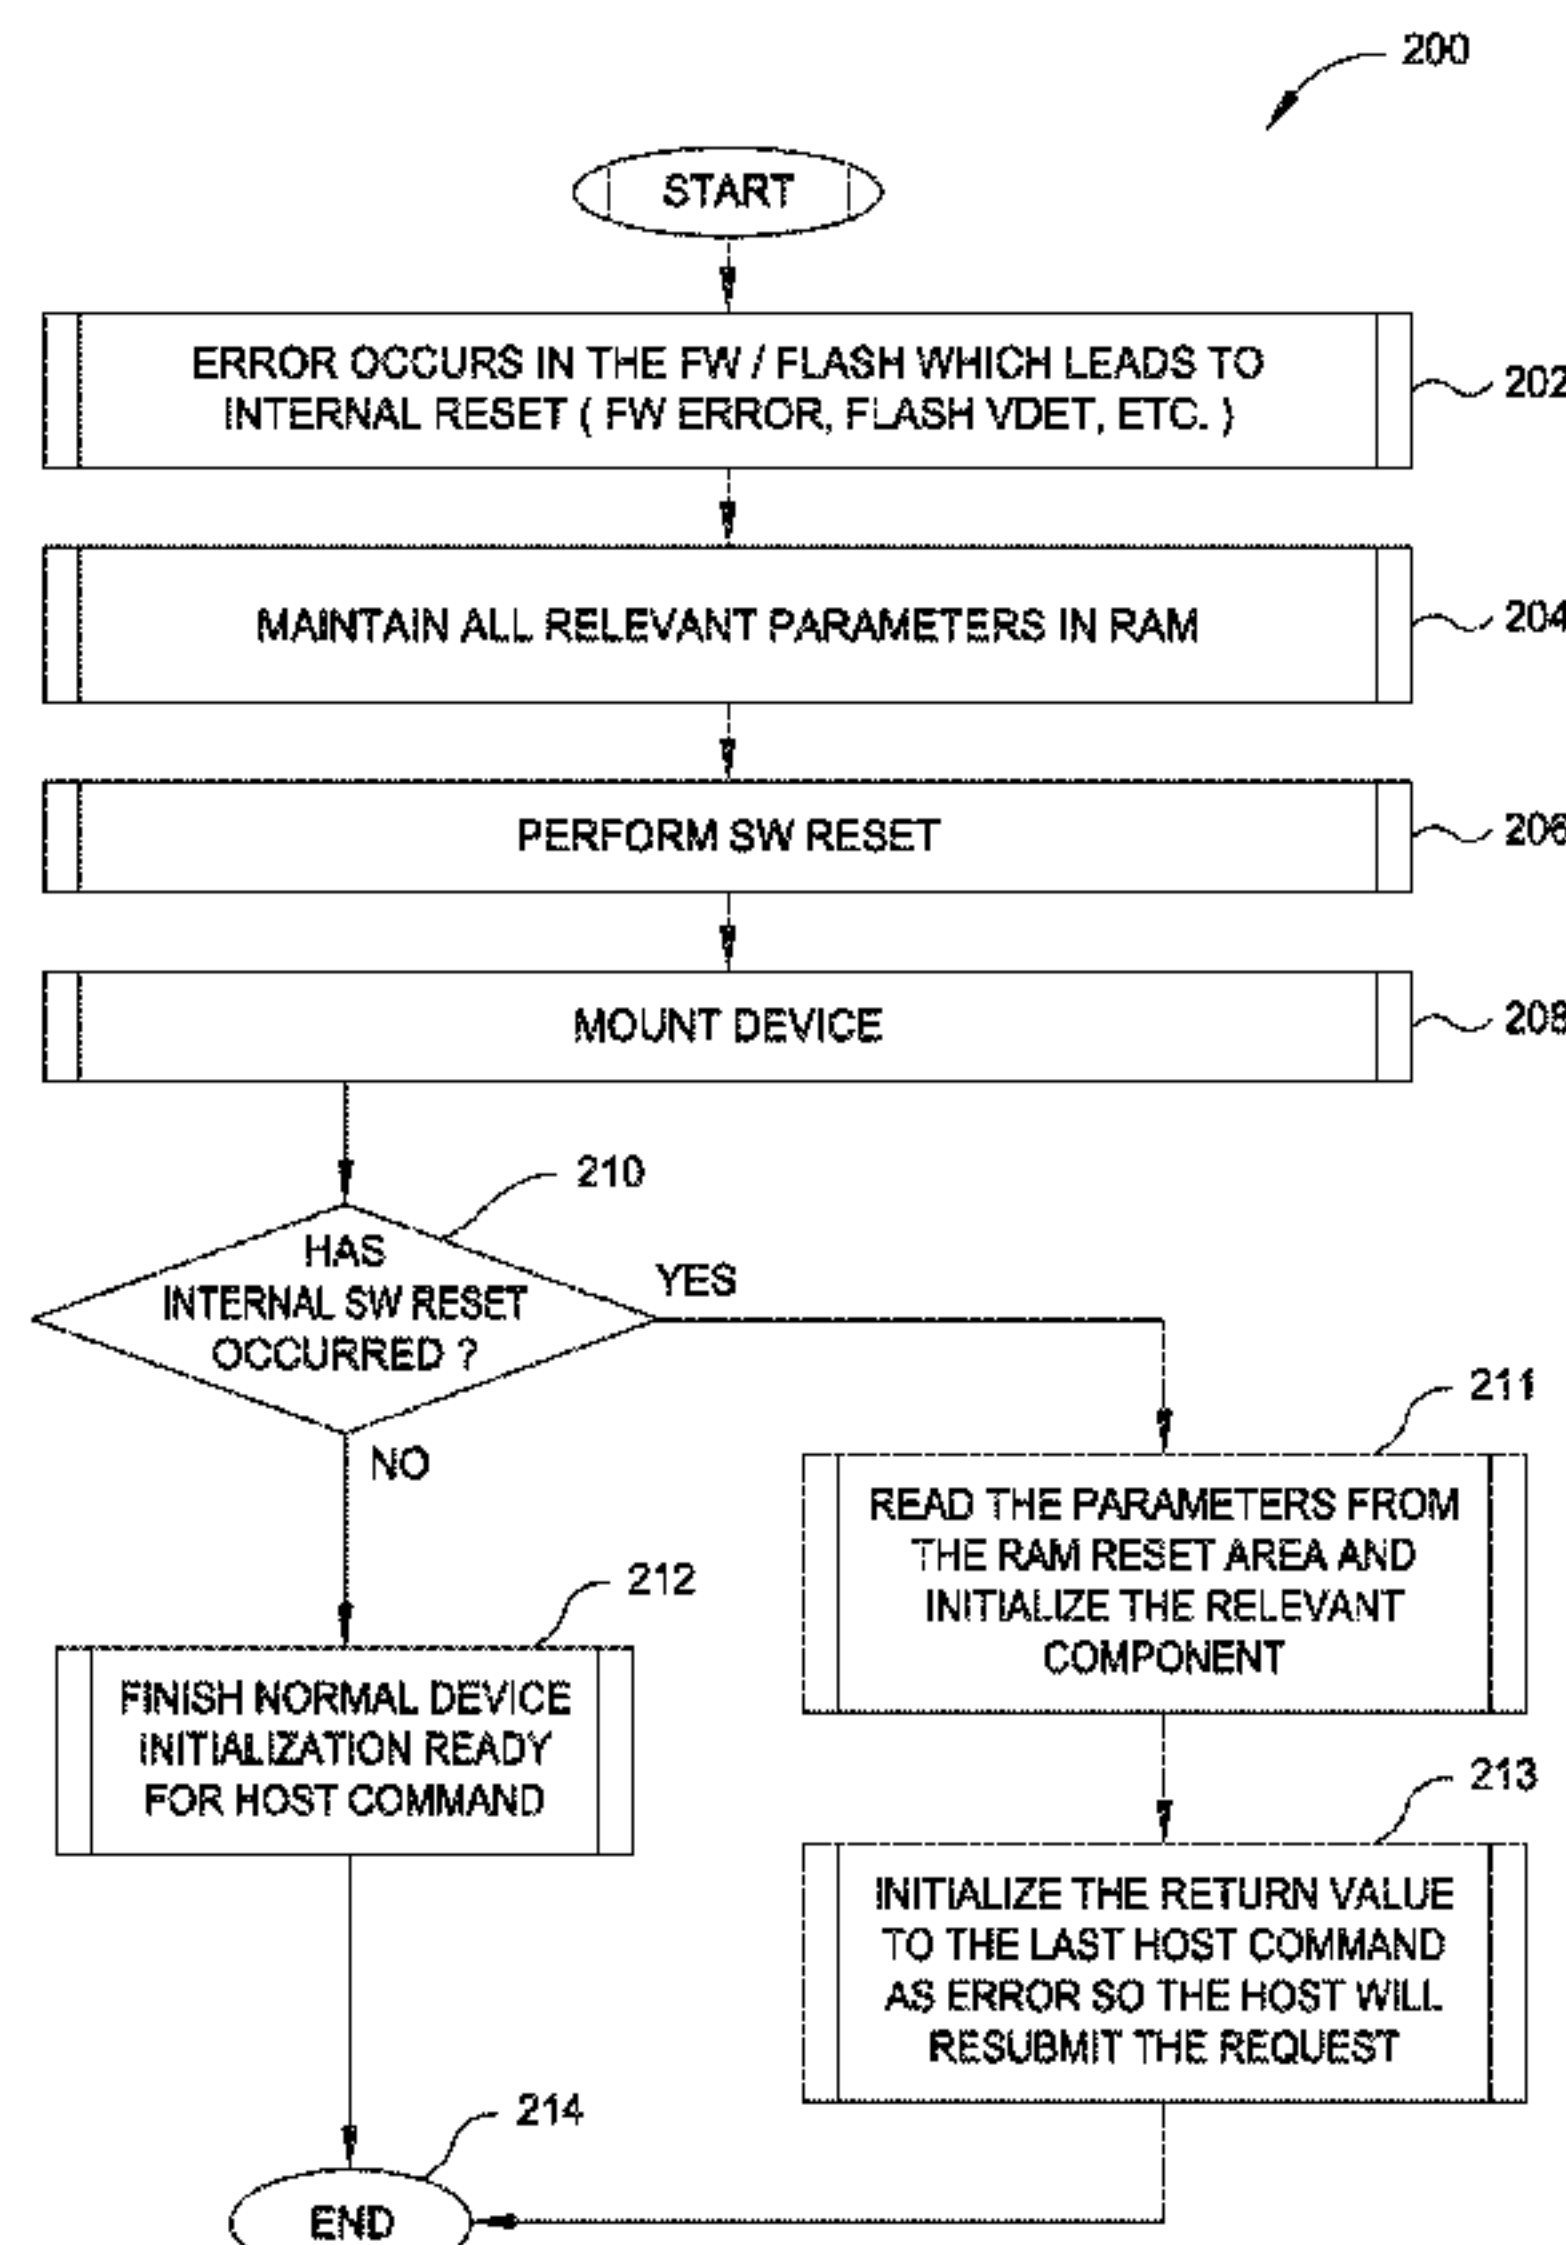 200
START
ERROR OCCURS IN THE FW / FLASH WHICH LEADS TO
INTERNAL RESET ( FW ERROR, FLASH VDET, ETC. )
202
MAINTAIN ALL RELEVANT PARAMETERS IN RAM
204
PERFORM SW RESET
206
MOUNT DEVICE
208
210
HAS
INTERNAL SW RESET
OCCURRED ?
YES
NO
211
READ THE PARAMETERS FROM
THE RAM RESET AREA AND
INITIALIZE THE RELEVANT
COMPONENT
212
FINISH NORMAL DEVICE
INITIALIZATION READY
FOR HOST COMMAND
213
INITIALIZE THE RETURN VALUE
TO THE LAST HOST COMMAND
AS ERROR SO THE HOST WILL
RESUBMIT THE REQUEST
214
END